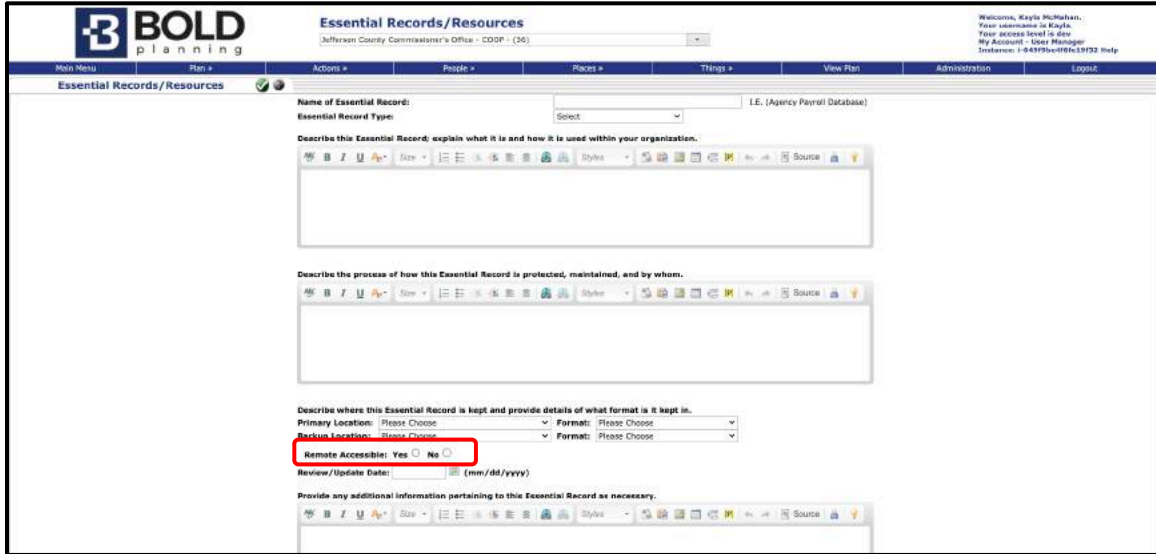 BOLD
planning
Essential Records/Resources
Jefferson County Commissioner's Office - COOP - (36)
Welcome, Kayla McMahan.
Your username is Kayla.
Your access level is dev
My Account - User Manager
Main Menu
Plan »
Actions »
People »
Places »
Things »
View Plan
Administration
Logout
Essential Records/Resources
Name of Essential Record: I.E. (Agency Payroll Database)
Essential Record Type: Select
Describe this Essential Record; explain what it is and how it is used within your organization.
B I U A Size Styles Source
Describe the process of how this Essential Record is protected, maintained, and by whom.
B I U A Size Styles Source
Describe where this Essential Record is kept and provide details of what format is it kept in.
Primary Location: Please Choose Format: Please Choose
Backup Location: Please Choose Format: Please Choose
Remote Accessible: Yes No
Review/Update Date: (mm/dd/yyyy)
Provide any additional information pertaining to this Essential Record as necessary.
B I U A Size Styles Source